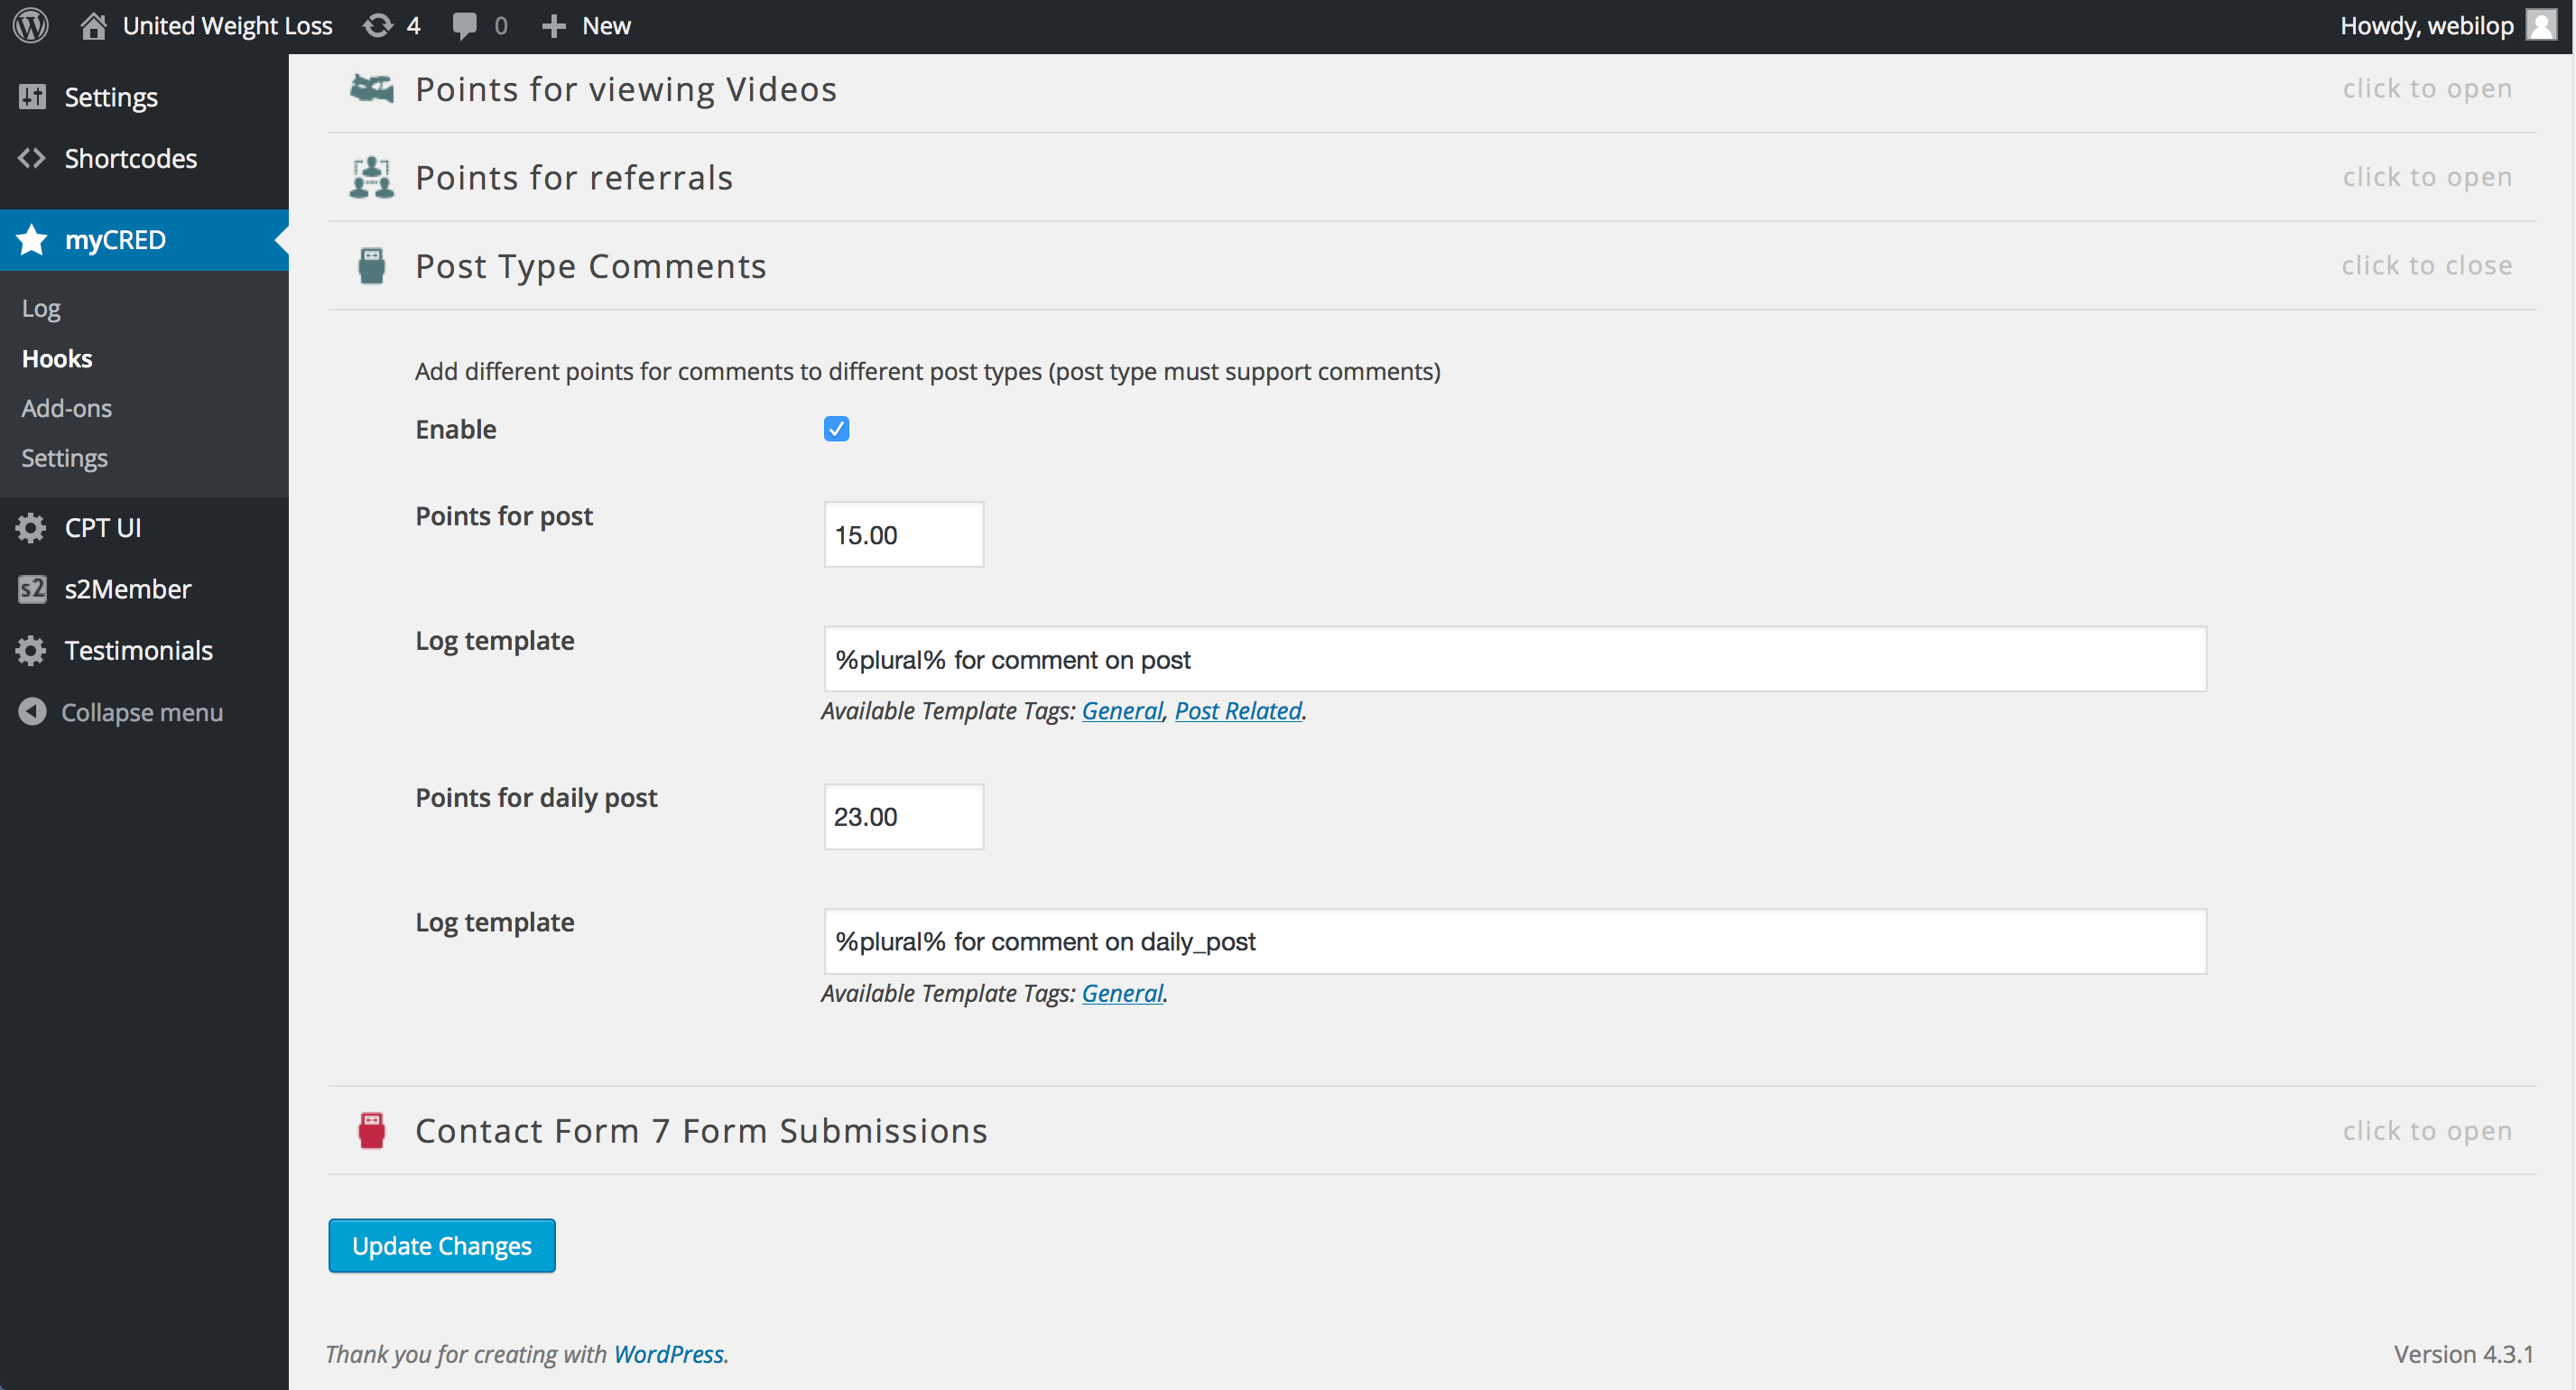 United Weight Loss 4 0 New Howdy, webilop
Settings
Shortcodes
myCRED
Log
Hooks
Add-ons
Settings
CPT UI
s2 s2Member
Testimonials
Collapse menu
Points for viewing Videos click to open
Points for referrals click to open
Post Type Comments click to close
Add different points for comments to different post types (post type must support comments)
Enable
Points for post 15.00
Log template %plural% for comment on post
Available Template Tags: General, Post Related.
Points for daily post 23.00
Log template %plural% for comment on daily_post
Available Template Tags: General.
Contact Form 7 Form Submissions click to open
Update Changes
Thank you for creating with WordPress. Version 4.3.1